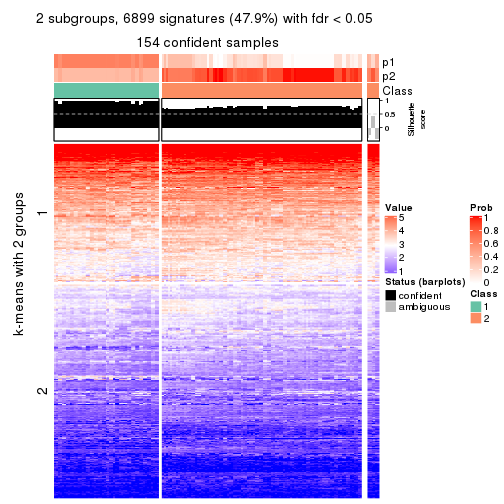 2 subgroups, 6899 signatures (47.9%) with fdr < 0.05
154 confident samples
p1
p2
Class
1
0.5
0
Silhouette
score
k-means with 2 groups
1
2
Value
5
4
3
2
1
Status (barplots)
confident
ambiguous
Prob
1
0.8
0.6
0.4
0.2
0
Class
1
2